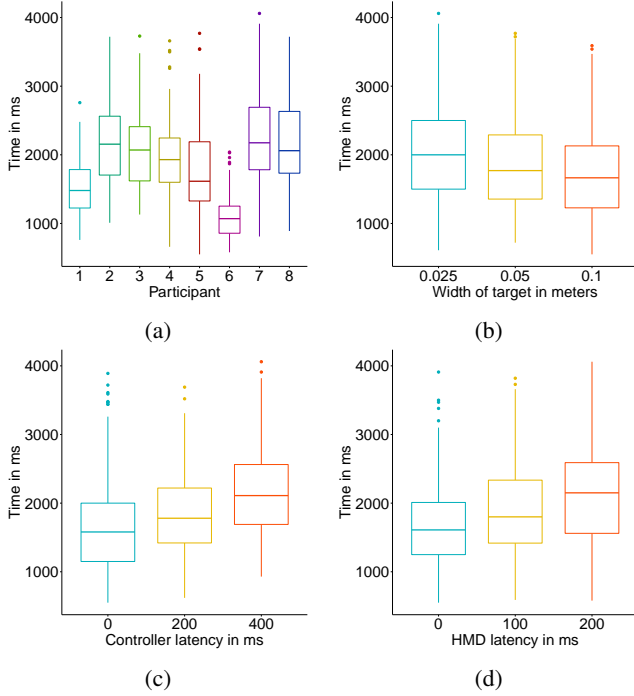 4000
3000
2000
1000
Time in ms
1 2 3 4 5 6 7 8
Participant
(a)
4000
3000
2000
1000
Time in ms
0.025 0.05 0.1
Width of target in meters
(b)
4000
3000
2000
1000
Time in ms
0 200 400
Controller latency in ms
(c)
4000
3000
2000
1000
Time in ms
0 100 200
HMD latency in ms
(d)